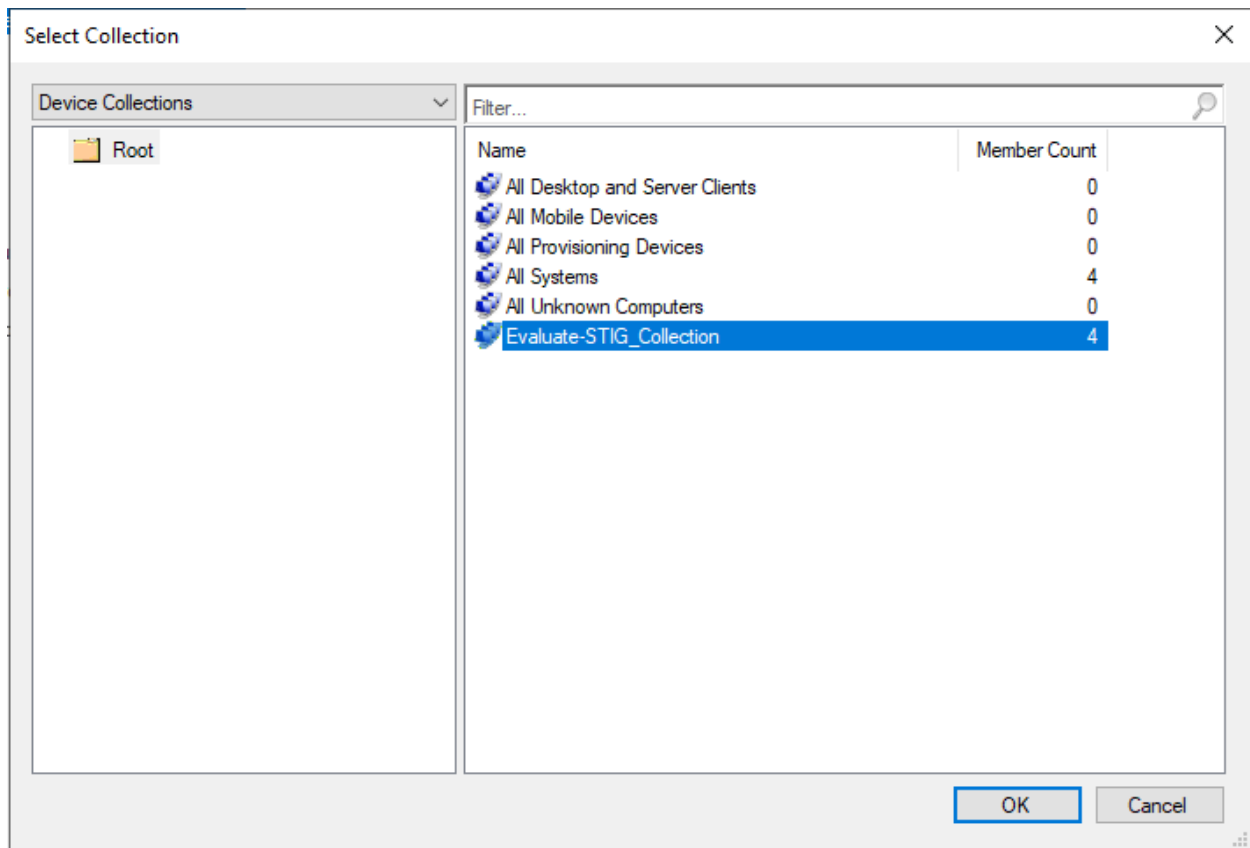 Select Collection
Device Collections
Filter...
Root
Name Member Count
All Desktop and Server Clients 0
All Mobile Devices 0
All Provisioning Devices 0
All Systems 4
All Unknown Computers 0
Evaluate-STIG_Collection 4
OK Cancel